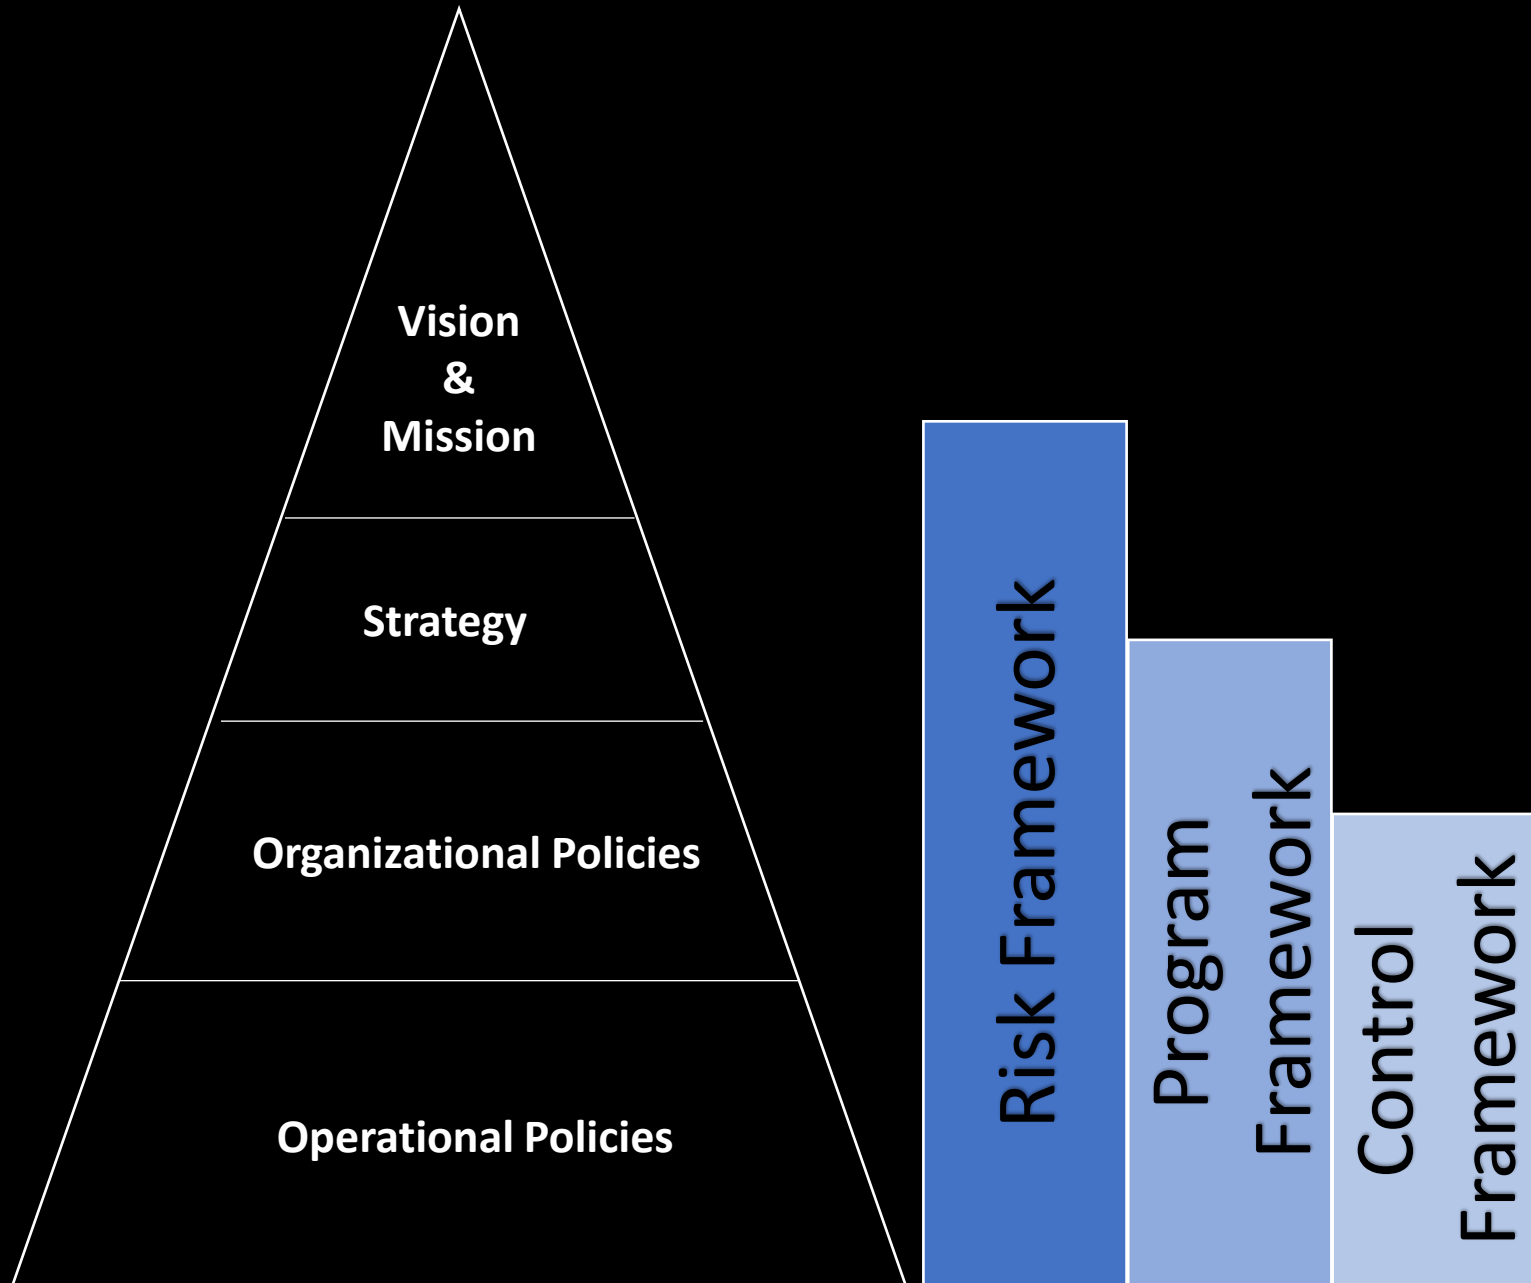 Vision
&
Mission
Strategy
Organizational Policies
Operational Policies
Risk Framework
Program
Framework
Control
Framework